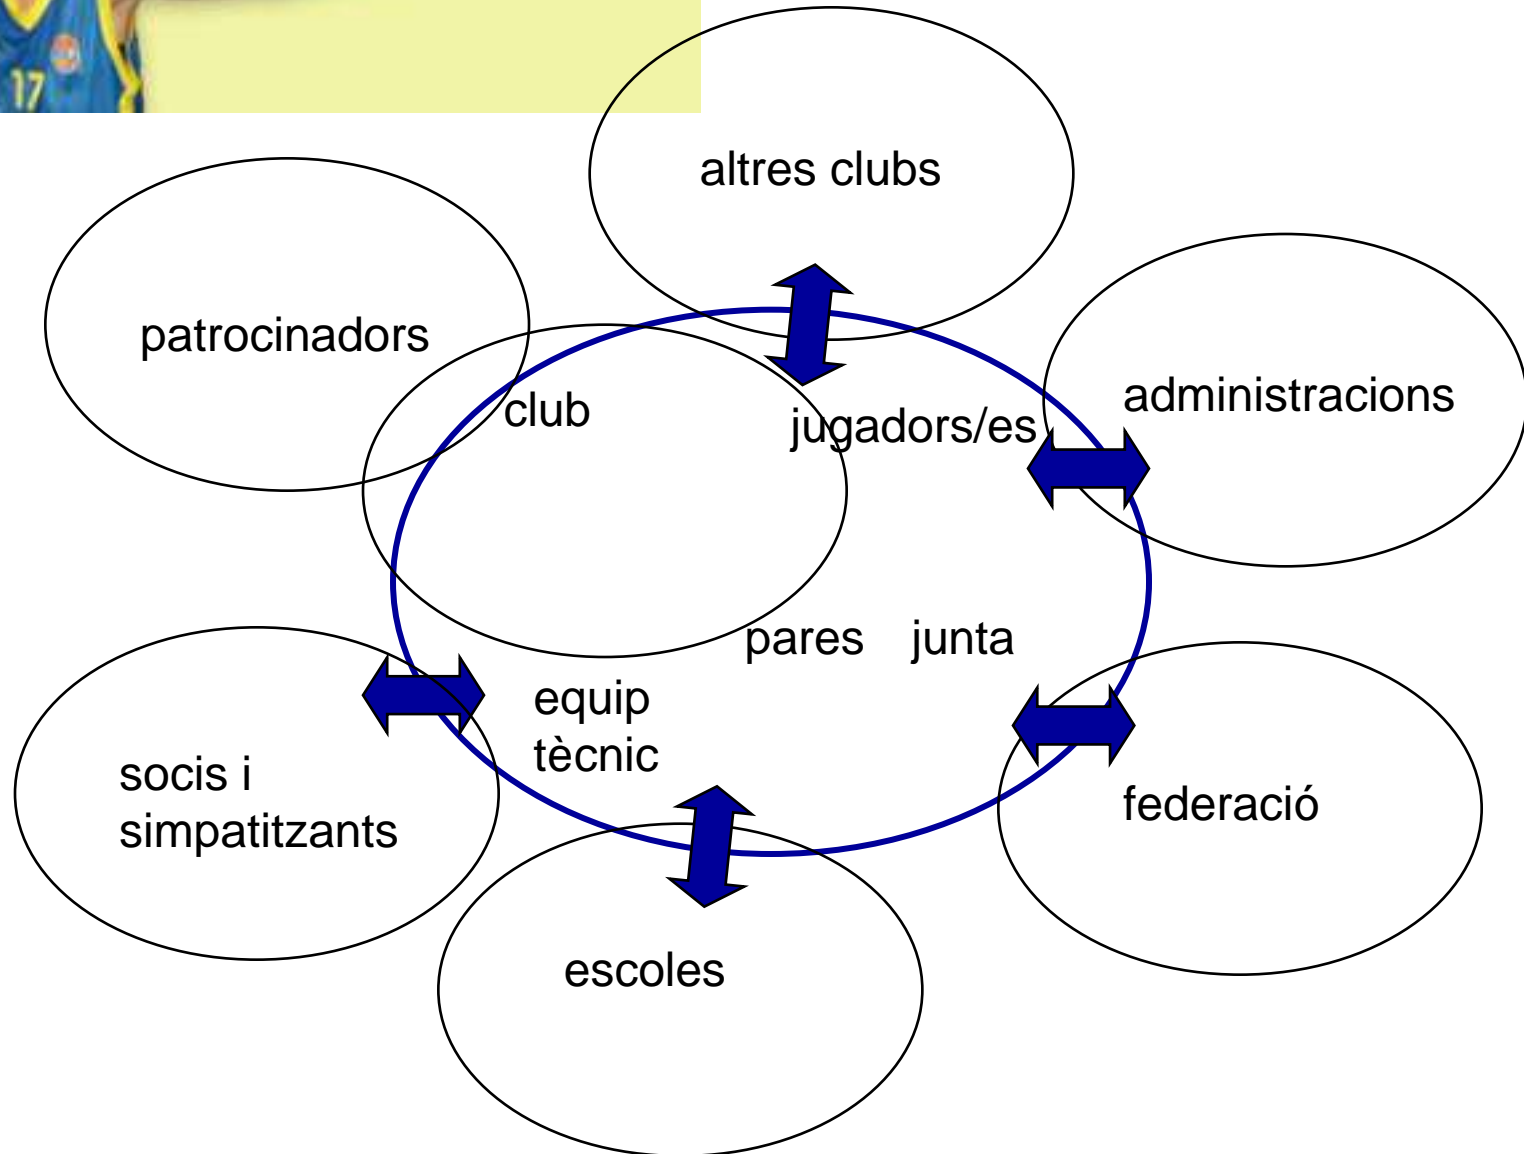 17
altres clubs
patrocinadors
administracions
club
jugadors/es
pares junta
equip
tècnic
socis i
simpatitzants
federació
escoles